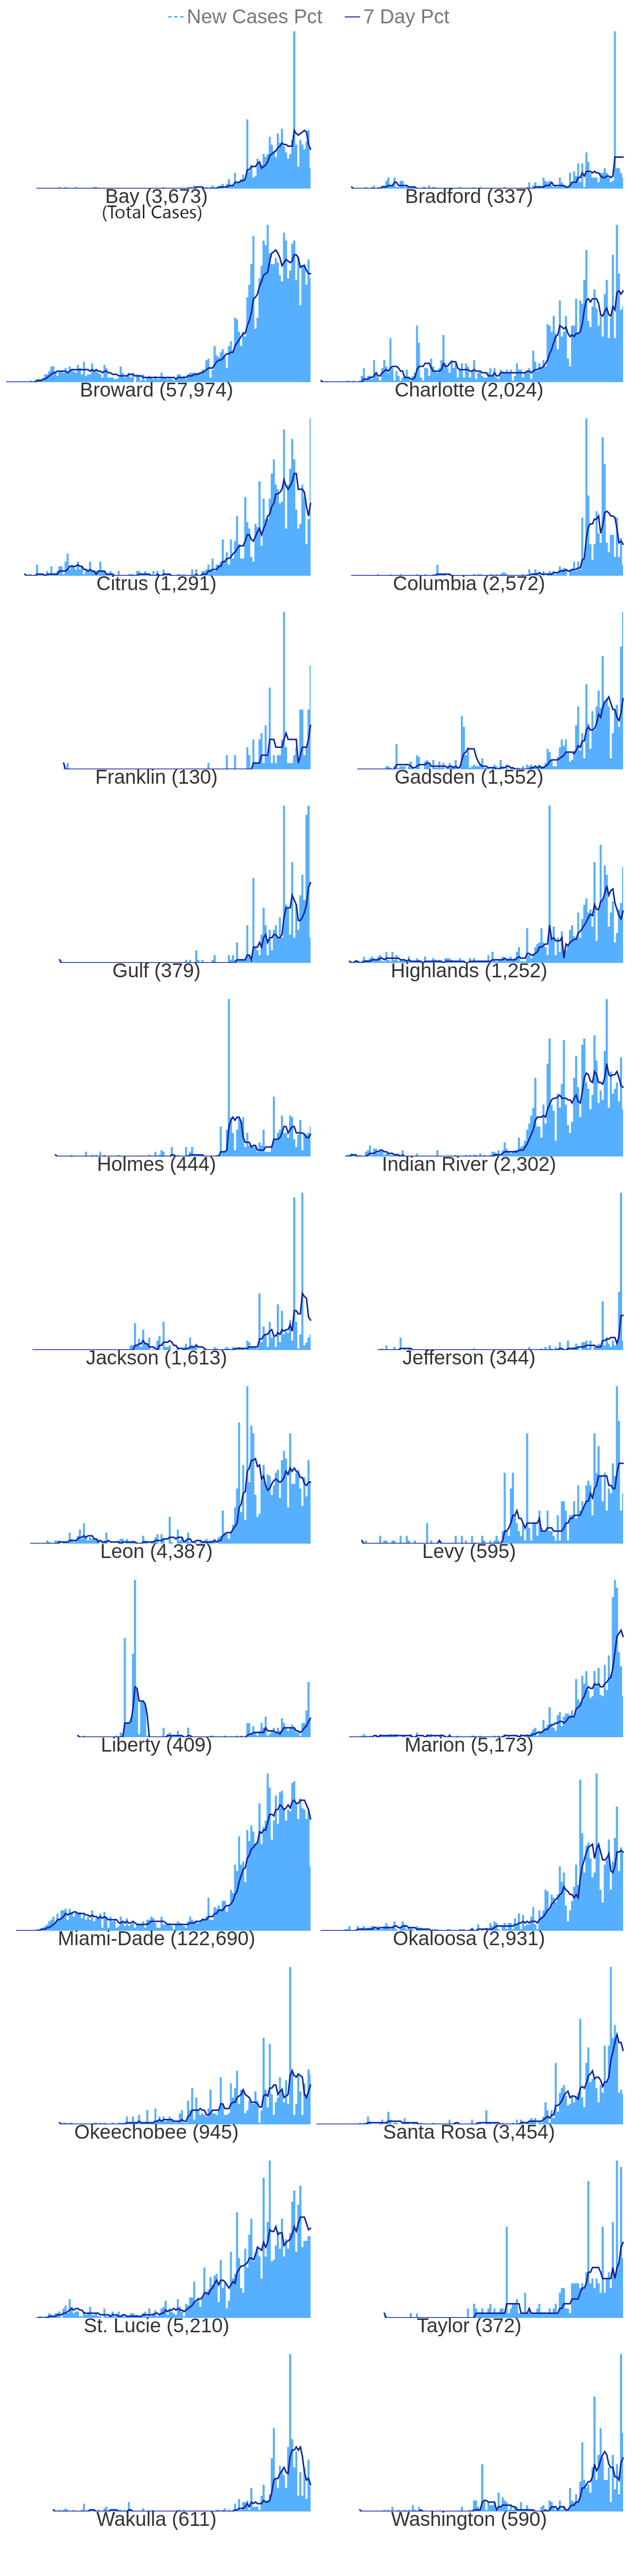 New Cases Pct 7 Day Pct
Bay (3,673) Bradford (337)
(Total Cases)
Broward (57,974) Charlotte (2,024)
Citrus (1,291) Columbia (2,572)
Franklin (130) Gadsden (1,552)
Gulf (379) Highlands (1,252)
Holmes (444) Indian River (2,302)
Jackson (1,613) Jefferson (344)
Leon (4,387) Levy (595)
Liberty (409) Marion (5,173)
Miami-Dade (122,690) Okaloosa (2,931)
Okeechobee (945) Santa Rosa (3,454)
St. Lucie (5,210) Taylor (372)
Wakulla (611) Washington (590)